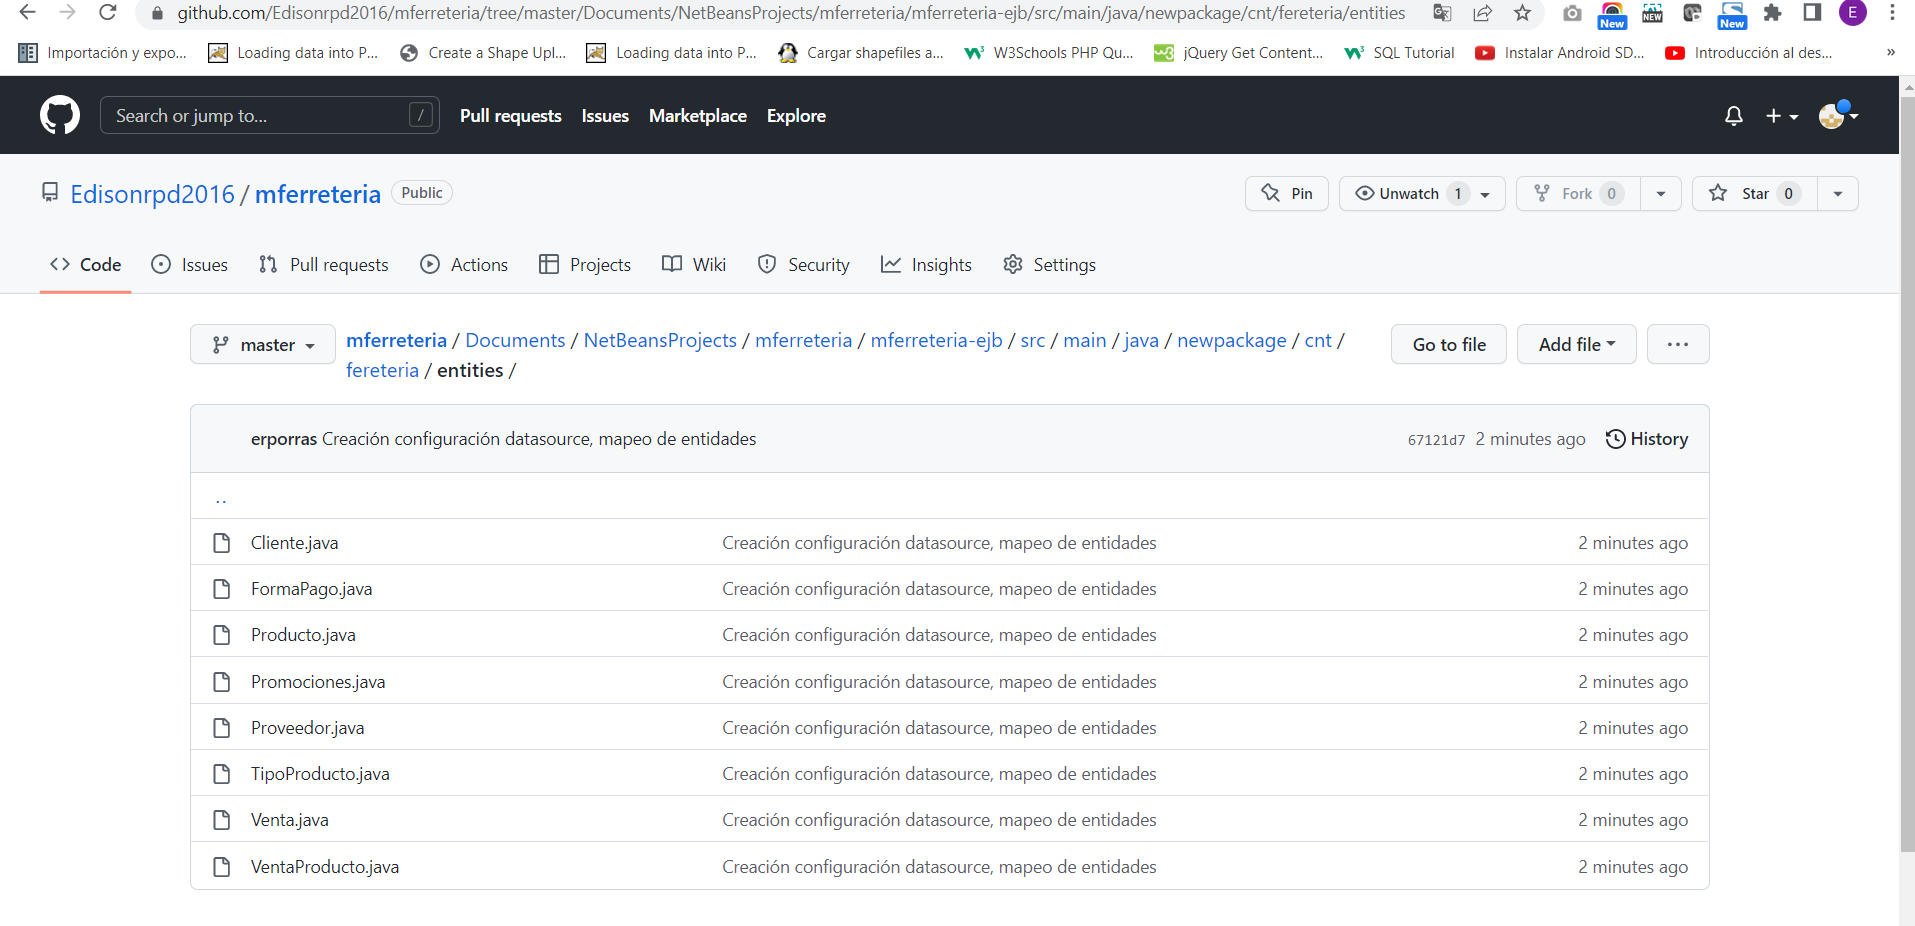 github.com/Edisonrpd2016/mferreteria/tree/master/Documents/NetBeansProjects/mferreteria/mferreteria-ejb/src/main/java/newpackage/cnt/fereteria/entities New NEW New E
Importación y expo... Loading data into P... Create a Shape Upl... Loading data into P... Cargar shapefiles a... W3Schools PHP Qu... jQuery Get Content... SQL Tutorial Instalar Android SD... Introducción al des... »
Search or jump to... / Pull requests Issues Marketplace Explore
Edisonrpd2016 / mferreteria Public Pin Unwatch 1 Fork 0 Star 0
Code Issues Pull requests Actions Projects Wiki Security Insights Settings
master mferreteria / Documents / NetBeansProjects / mferreteria / mferreteria-ejb / src / main / java / newpackage / cnt / Go to file Add file ...
fereteria / entities /
erporras Creación configuración datasource, mapeo de entidades 67121d7 2 minutes ago History
..
Cliente.java Creación configuración datasource, mapeo de entidades 2 minutes ago
FormaPago.java Creación configuración datasource, mapeo de entidades 2 minutes ago
Producto.java Creación configuración datasource, mapeo de entidades 2 minutes ago
Promociones.java Creación configuración datasource, mapeo de entidades 2 minutes ago
Proveedor.java Creación configuración datasource, mapeo de entidades 2 minutes ago
TipoProducto.java Creación configuración datasource, mapeo de entidades 2 minutes ago
Venta.java Creación configuración datasource, mapeo de entidades 2 minutes ago
VentaProducto.java Creación configuración datasource, mapeo de entidades 2 minutes ago